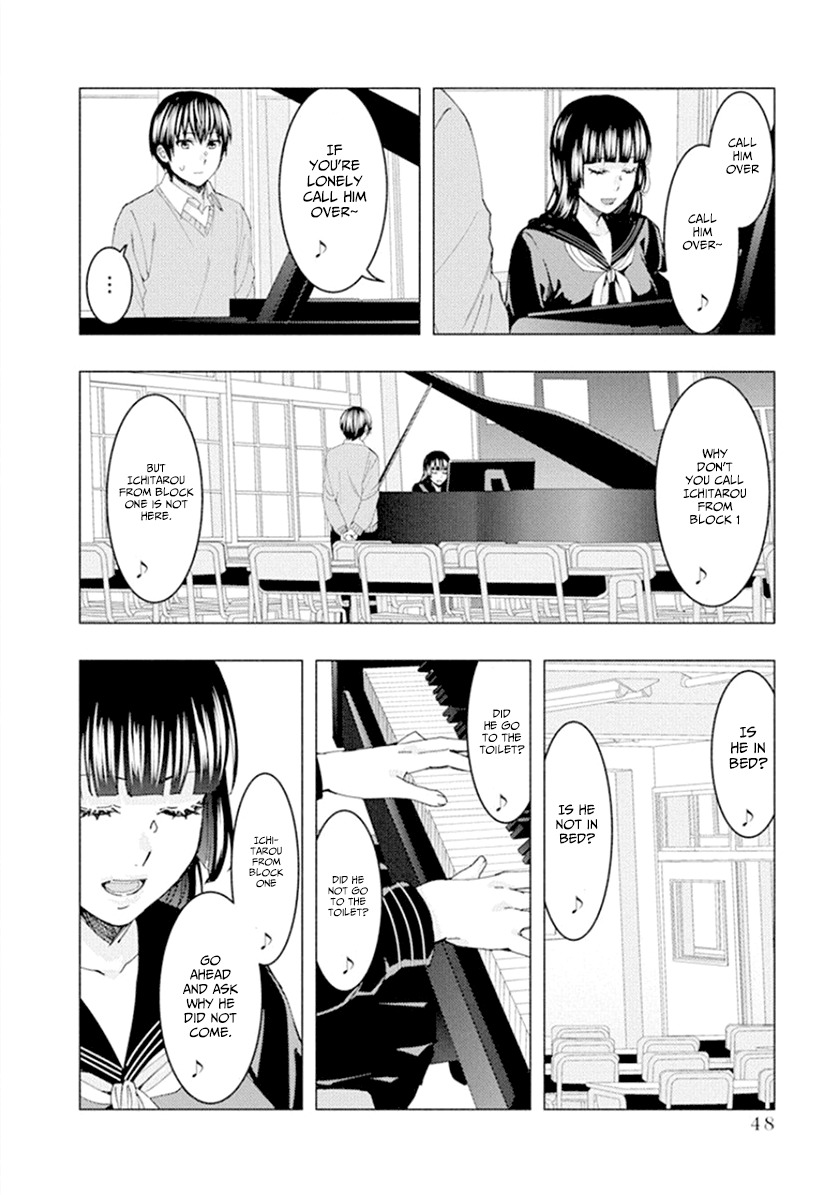 CALL
HIM
OVER
CALL
HIM
OVER~
♪
IF
YOU'RE
LONELY
CALL HIM
OVER~
♪
...
WHY
DON'T
YOU CALL
ICHITAROU
FROM
BLOCK 1
♪
BUT
ICHITAROU
FROM BLOCK
ONE IS NOT
HERE.
♪
IS
HE IN
BED?
♪
IS HE
NOT IN
BED?
♪
DID
HE GO
TO THE
TOILET?
♪
DID HE
NOT GO
TO THE
TOILET?
♪
ICHI-
TAROU
FROM
BLOCK
ONE
♪
GO
AHEAD
AND ASK
WHY HE
DID NOT
COME.
♪
48